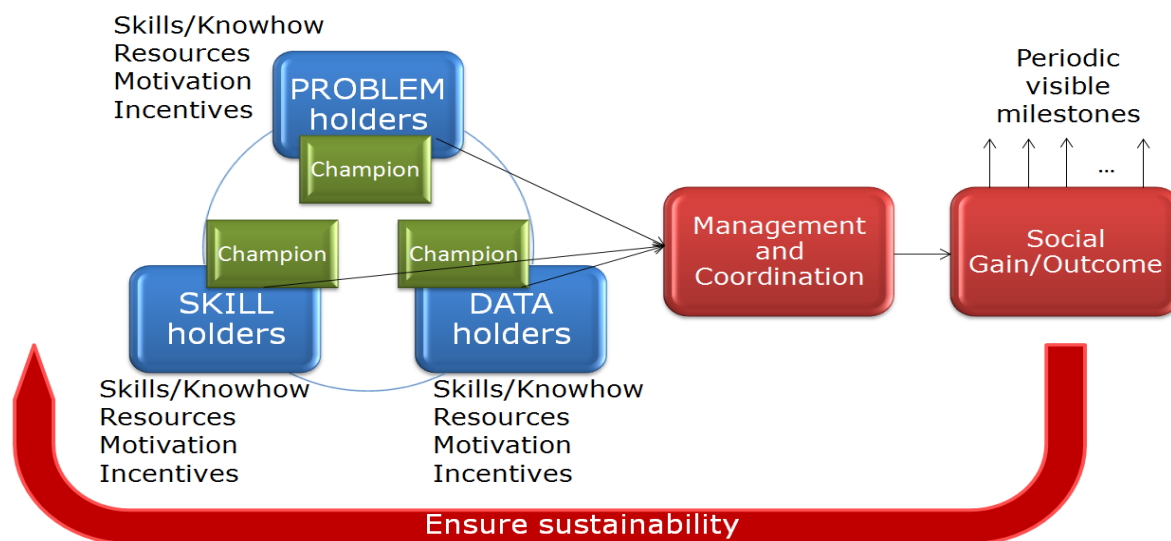 Skills/Knowhow
Resources
Motivation
Incentives
PROBLEM
holders
Champion
Champion
Champion
SKILL
holders
DATA
holders
Skills/Knowhow
Resources
Motivation
Incentives
Skills/Knowhow
Resources
Motivation
Incentives
Management
and
Coordination
Periodic
visible
milestones
...
Social
Gain/Outcome
Ensure sustainability